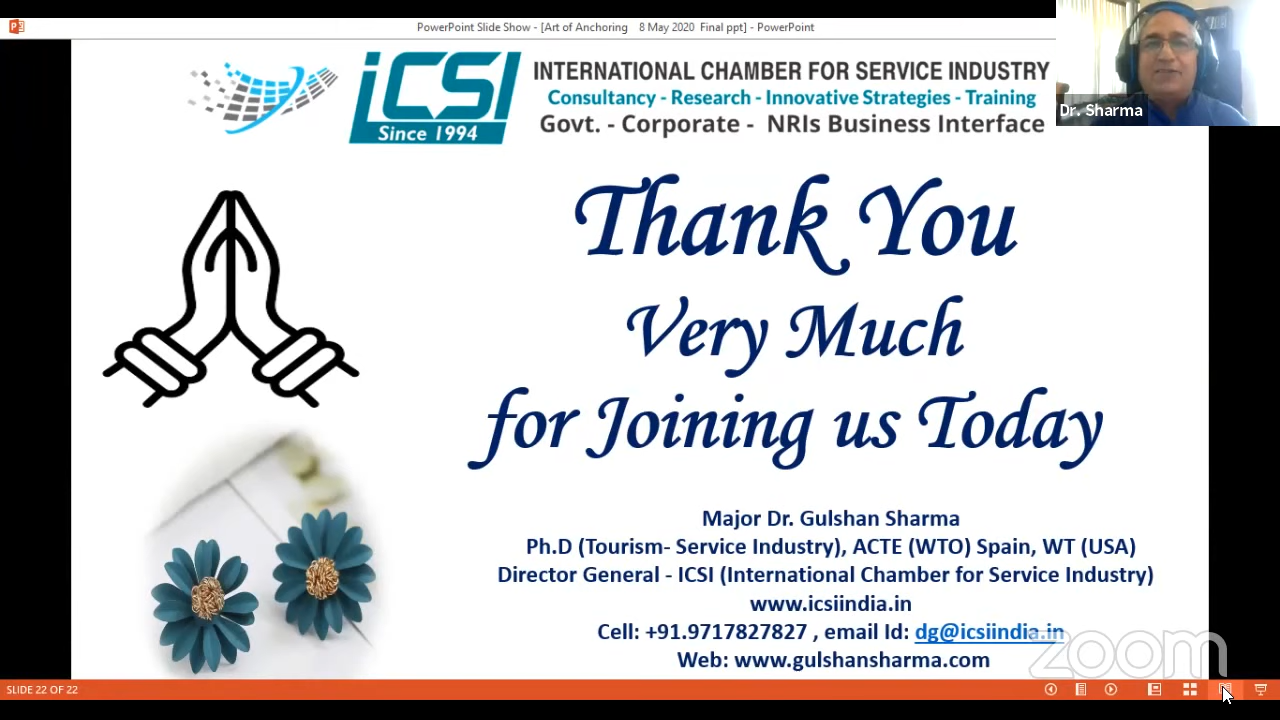 PowerPoint Slide Show - [Art of Anchoring 8 May 2020 Final ppt] - PowerPoint
iCSI
Since 1994
INTERNATIONAL CHAMBER FOR SERVICE INDUSTRY
Consultancy - Research - Innovative Strategies - Training
Govt. - Corporate - NRIs Business Interface
Dr. Sharma
Thank You
Very Much
for Joining us Today
Major Dr. Gulshan Sharma
Ph.D (Tourism- Service Industry), ACTE (WTO) Spain, WT (USA)
Director General - ICSI (International Chamber for Service Industry)
www.icsiindia.in
Cell: +91.9717827827 , email Id: dg@icsiindia.in
Web: www.gulshansharma.com
zoom
SLIDE 22 OF 22